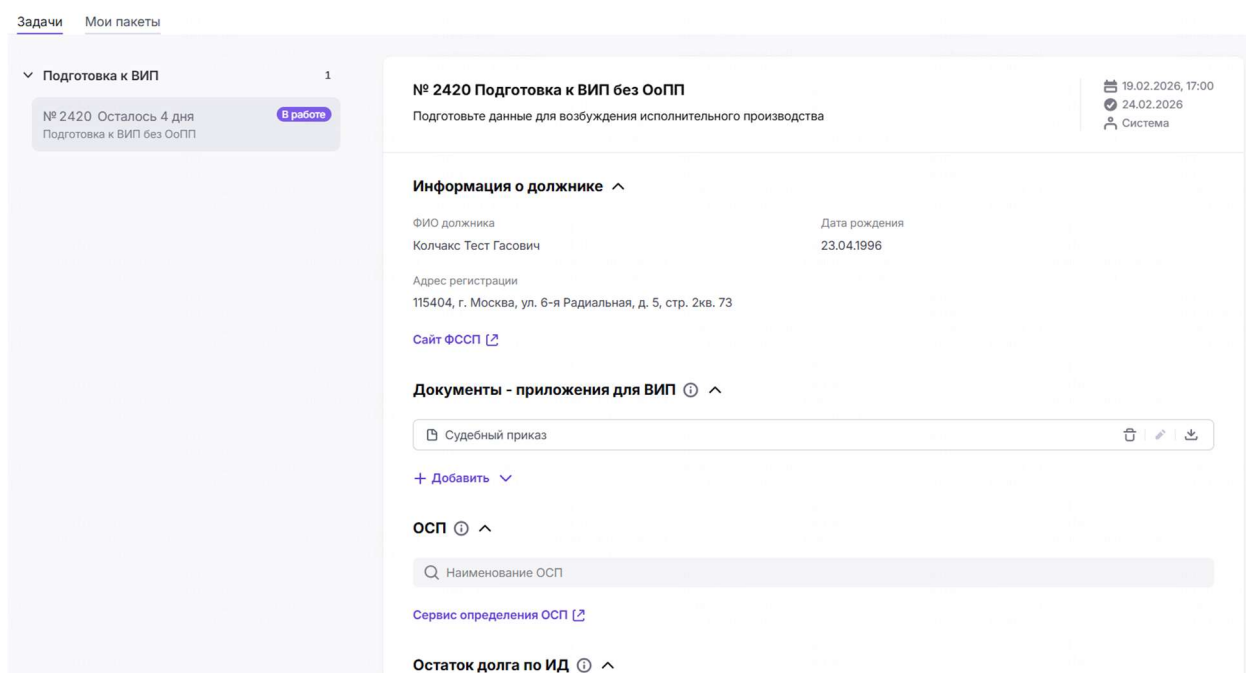 Задачи
Мои пакеты
Подготовка к ВИП
1
№ 2420 Осталось 4 дня
В работе
Подготовка к ВИП без ОоПП
№ 2420 Подготовка к ВИП без ОоПП
Подготовьте данные для возбуждения исполнительного производства
19.02.2026, 17:00
24.02.2026
Система
Информация о должнике
ФИО должника
Колчакс Тест Гасович
Дата рождения
23.04.1996
Адрес регистрации
115404, г. Москва, ул. 6-я Радиальная, д. 5, стр. 2кв. 73
Сайт ФССП
Документы - приложения для ВИП
Судебный приказ
Добавить
ОСП
Наименование ОСП
Сервис определения ОСП
Остаток долга по ИД